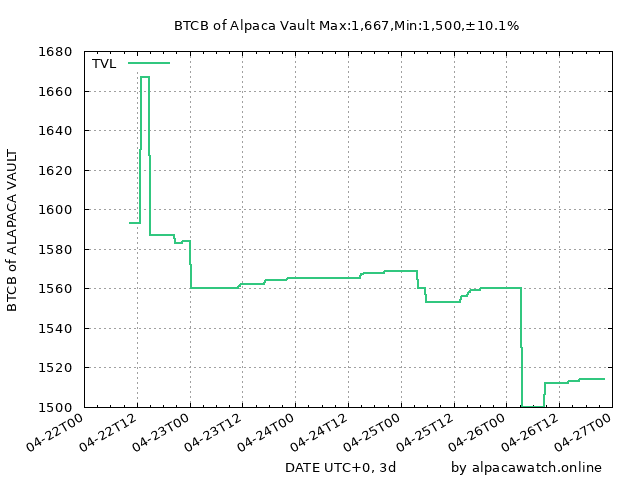 BTCB of Alpaca Vault Max:1,667,Min:1,500,±10.1%
TVL
BTCB of ALAPACA VAULT
1680
1660
1640
1620
1600
1580
1560
1540
1520
1500
04-22T00
04-22T12
04-23T00
04-23T12
04-24T00
04-24T12
04-25T00
04-25T12
04-26T00
04-26T12
04-27T00
DATE UTC+0, 3d
by alpacawatch.online